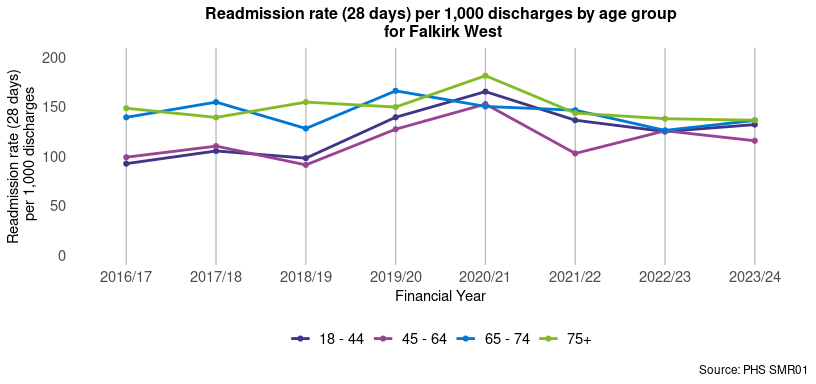 Readmission rate (28 days) per 1,000 discharges by age group
for Falkirk West
Readmission rate (28 days)
per 1,000 discharges
200
150
100
50
0
2016/17 2017/18 2018/19 2019/20 2020/21 2021/22 2022/23 2023/24
Financial Year
18 - 44 45 - 64 65 - 74 75+
Source: PHS SMR01